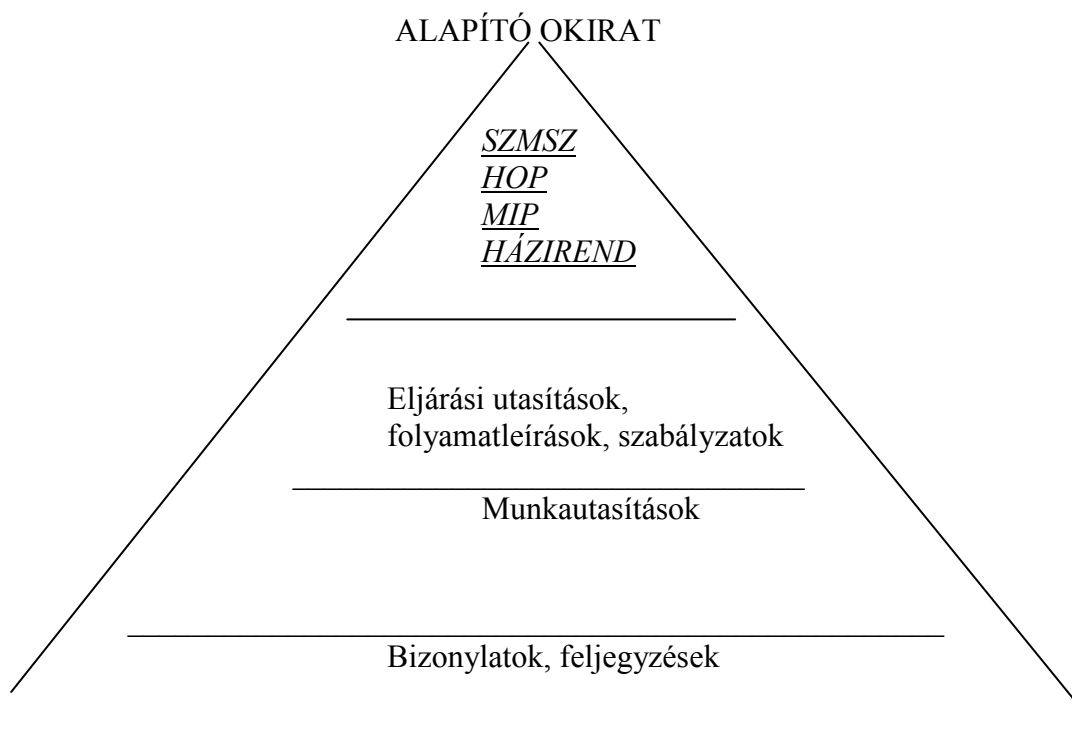 ALAPÍTÓ OKIRAT
SZMSZ
HOP
MIP
HÁZIREND
Eljárási utasítások,
folyamatleírások, szabályzatok
Munkautasítások
Bizonylatok, feljegyzések